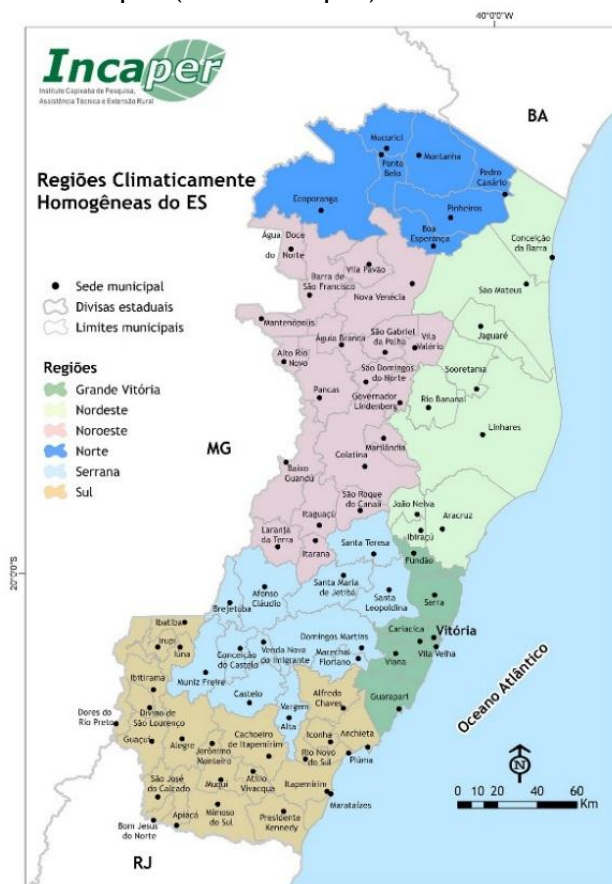 40°0'0"W
Incaper
Instituto Capixaba de Pesquisa,
Assistência Técnica e Extensão Rural
BA
Regiões Climaticamente
Homogêneas do ES
Sede municipal
Divisas estaduais
Limites municipais
Regiões
Grande Vitória
Nordeste
Noroeste
Norte
Serrana
Sul
Mucurici
Ponto
Belo
Montanha
Pedro
Canário
Ecoporanga
Pinheiros
Boa
Esperança
Conceição
da Barra
Água Doce
do Norte
Vila Pavão
Barra de
São Francisco
Nova Venécia
São Mateus
Mantenópolis
Águia Branca
São Gabriel
da Palha
Vila
Valério
Jaguaré
Alto Rio
Novo
São Domingos
do Norte
Sooretama
Pancas
Governador
Lindenberg
Rio Bananal
Linhares
MG
Marilândia
Colatina
Baixo
Guandú
São Roque
do Canaã
João Neiva
Aracruz
Itaguaçú
Ibiraçú
Laranja
da Terra
Itarana
Santa Teresa
Fundão
20°0'0"S
Afonso
Cláudio
Santa Maria
de Jetibá
Santa
Leopoldina
Serra
Brejetuba
Ibatiba
Cariacica
Vitória
Irupi
Iúna
Conceição
do Castelo
Venda Nova
do Imigrante
Domingos Martins
Marechal
Floriano
Viana
Vila Velha
Ibitirama
Muniz Freire
Castelo
Alfredo
Chaves
Guarapari
Oceano Atlântico
Dores do
Rio Preto
Divino de
São Lourenço
Vargem
Alta
Guaçuí
Alegre
Jerônimo
Monteiro
Cachoeiro
de Itapemirim
Iconha
Anchieta
Rio Novo
do Sul
Piúma
N
São José
do Calçado
Muqui
Atílio
Vivacqua
Itapemirim
Marataízes
0 10 20 40 60
Km
Bom Jesus
do Norte
Apiacá
Mimoso
do Sul
Presidente
Kennedy
RJ